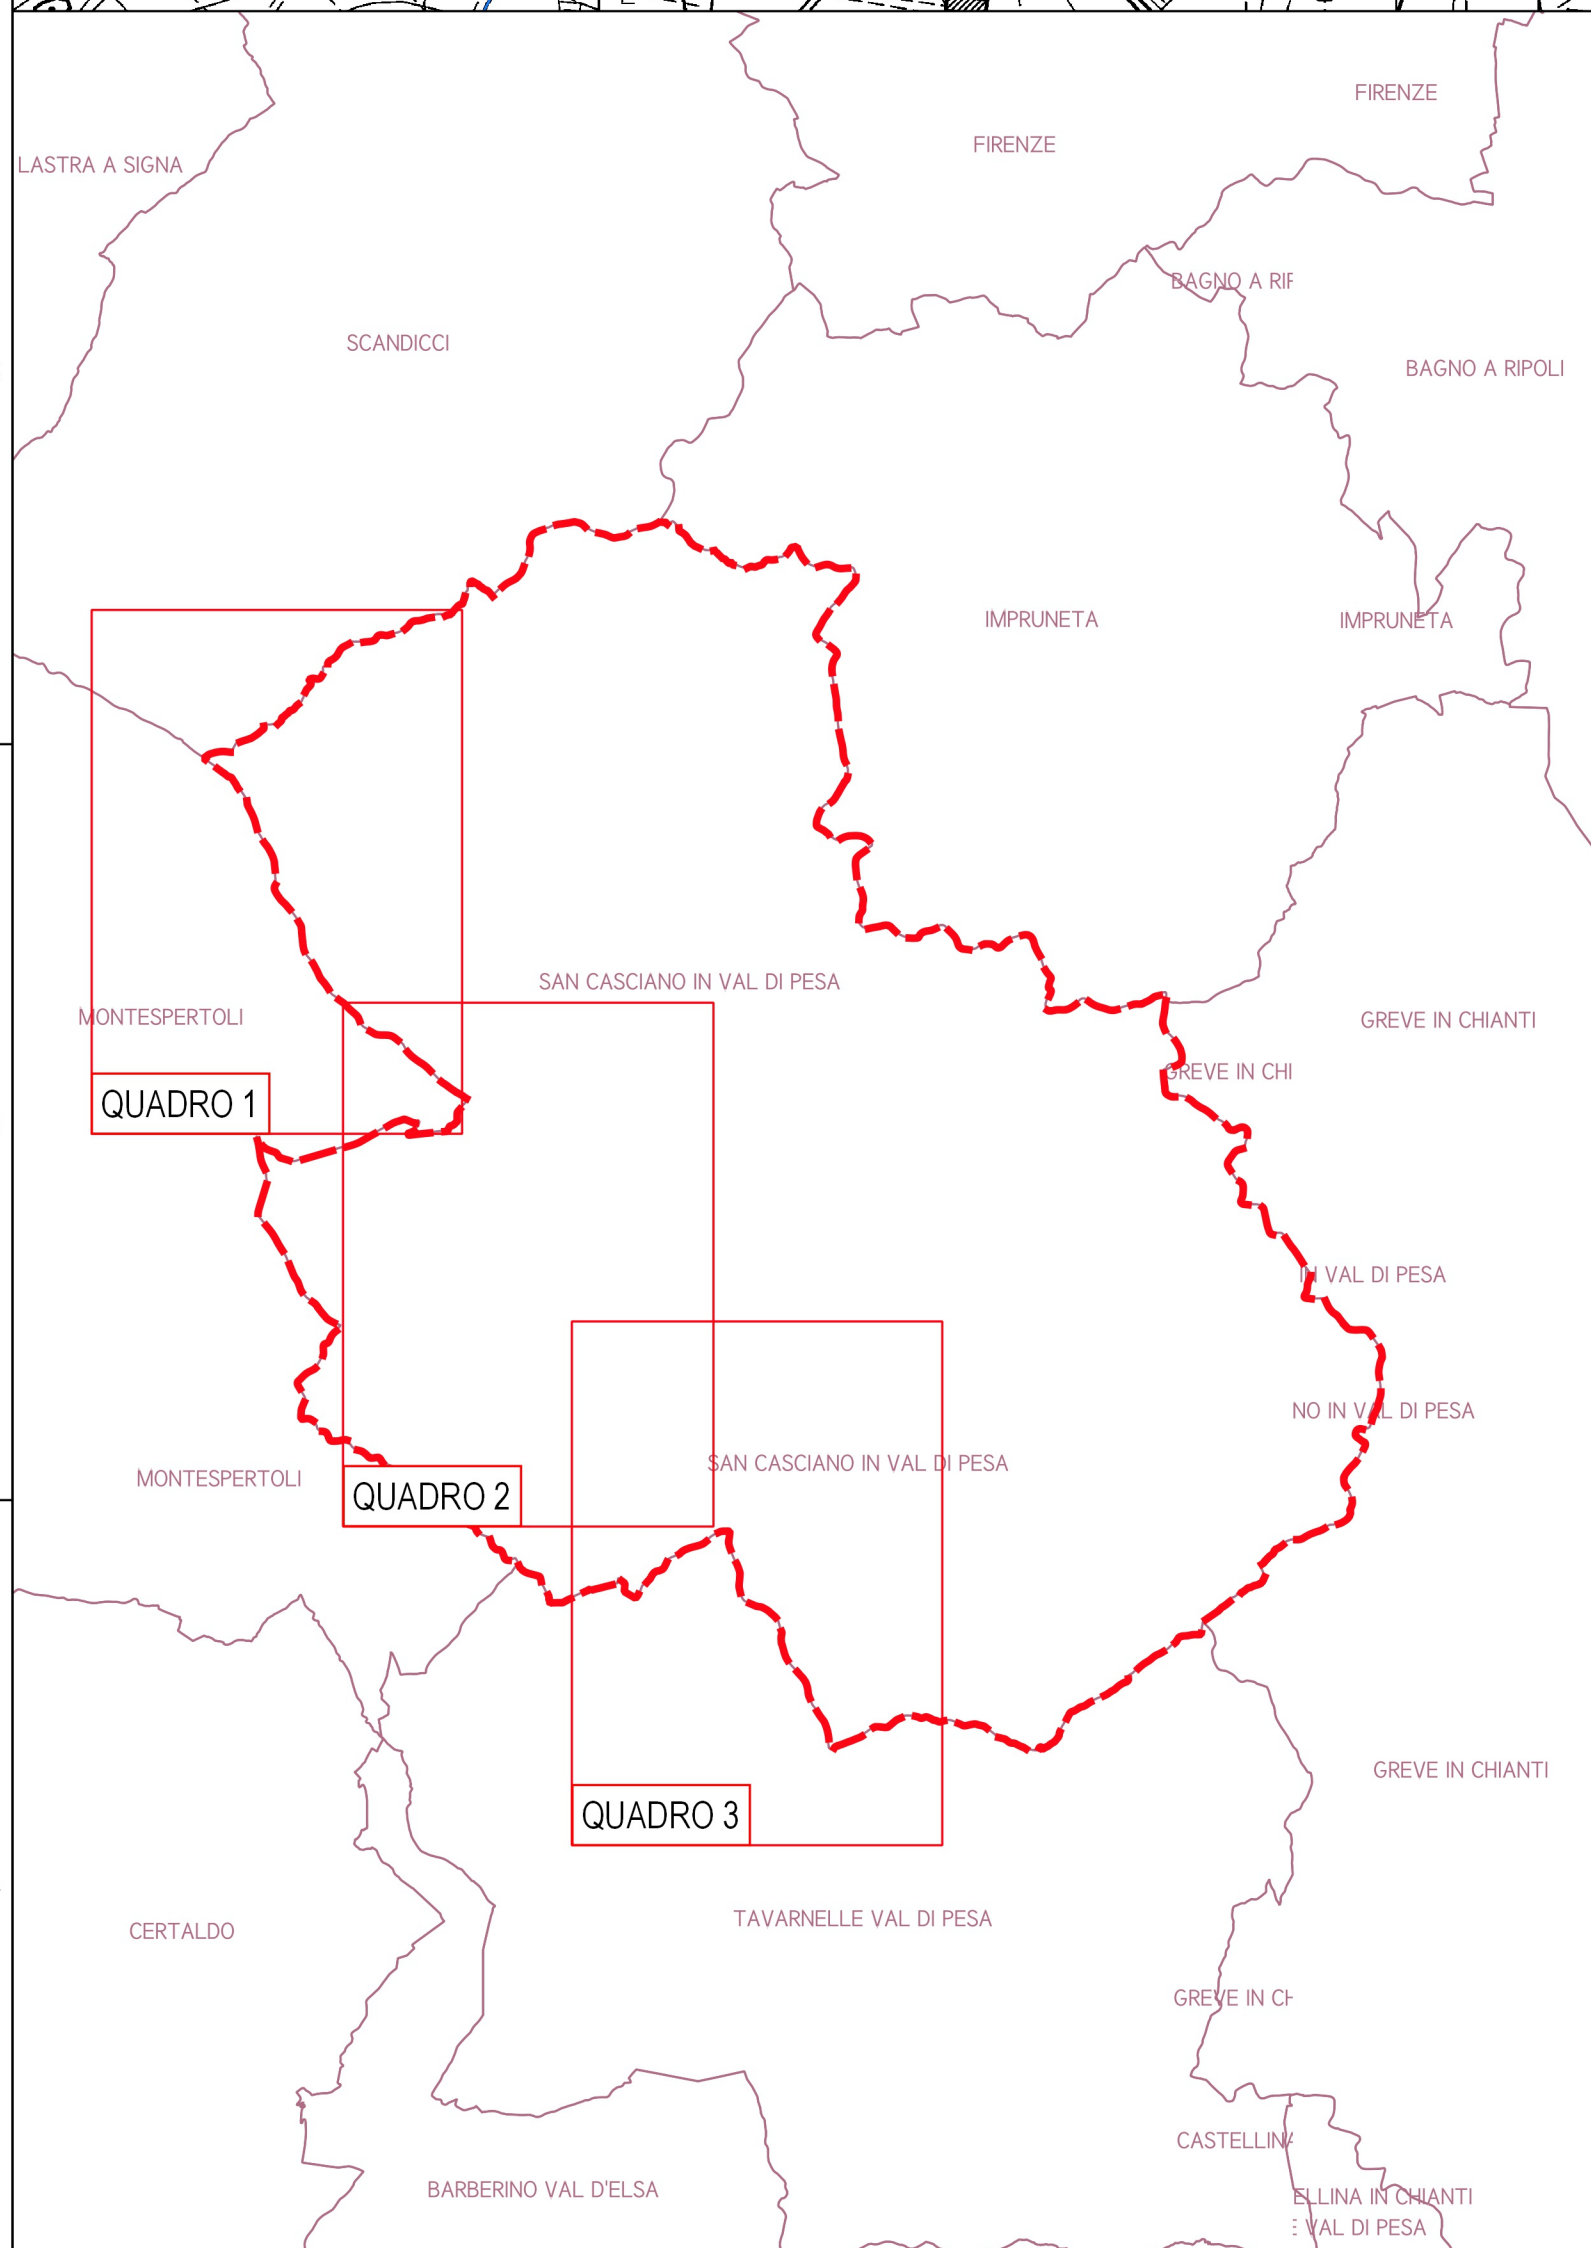 FIRENZE
FIRENZE
LASTRA A SIGNA
BAGNO A RIF
SCANDICCI
BAGNO A RIPOLI
IMPRUNETA
IMPRUNETA
SAN CASCIANO IN VAL DI PESA
MONTESPERTOLI
GREVE IN CHIANTI
GREVE IN CHI
QUADRO 1
IN VAL DI PESA
NO IN VAL DI PESA
SAN CASCIANO IN VAL DI PESA
MONTESPERTOLI
QUADRO 2
GREVE IN CHIANTI
QUADRO 3
TAVARNELLE VAL DI PESA
CERTALDO
GREVE IN CH
CASTELLINA
BARBERINO VAL D'ELSA
ELLINA IN CHIANTI
E VAL DI PESA